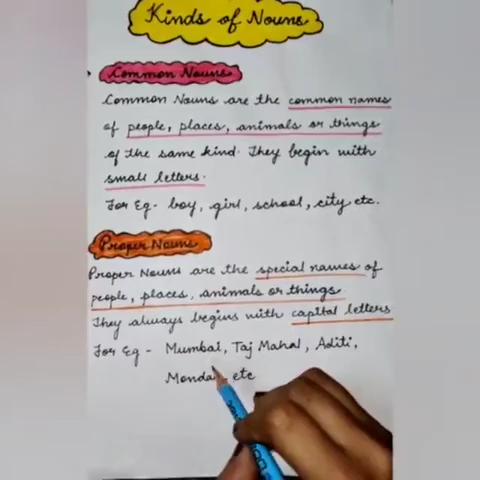 Kinds of Nouns
Common Nouns
Common Nouns are the common names
of people, places, animals or things
of the same kind. They begin with
small letters.
For Eg- boy, girl, school, city etc.
Proper Nouns
Proper Nouns are the special names of
people, places, animals or things.
They always begins with capital letters
For Eg - Mumbai, Taj Mahal, Aditi,
etc